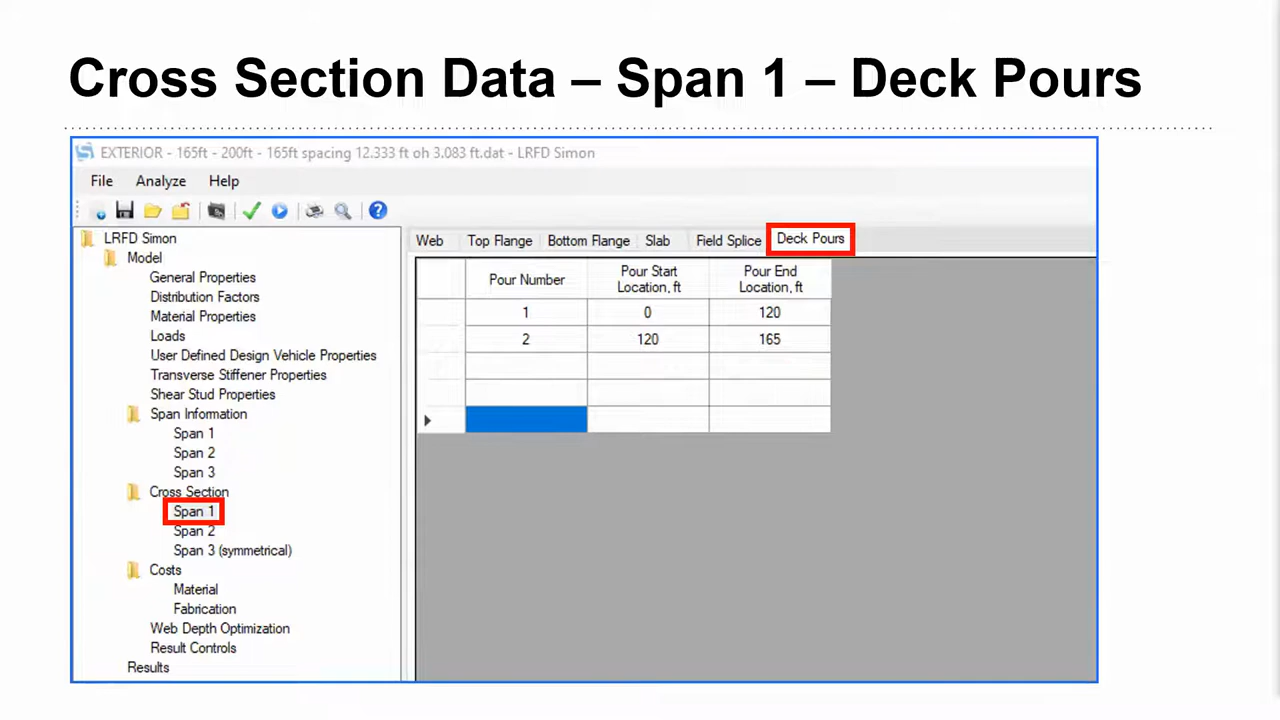 Cross Section Data – Span 1 – Deck Pours
EXTERIOR - 165ft - 200ft - 165ft spacing 12.333 ft oh 3.083 ft.dat - LRFD Simon
File Analyze Help
LRFD Simon
Model
General Properties
Distribution Factors
Material Properties
Loads
User Defined Design Vehicle Properties
Transverse Stiffener Properties
Shear Stud Properties
Span Information
Span 1
Span 2
Span 3
Cross Section
Span 1
Span 2
Span 3 (symmetrical)
Costs
Material
Fabrication
Web Depth Optimization
Result Controls
Results
Web Top Flange Bottom Flange Slab Field Splice Deck Pours
Pour Number Pour Start Location, ft Pour End Location, ft
1 0 120
2 120 165